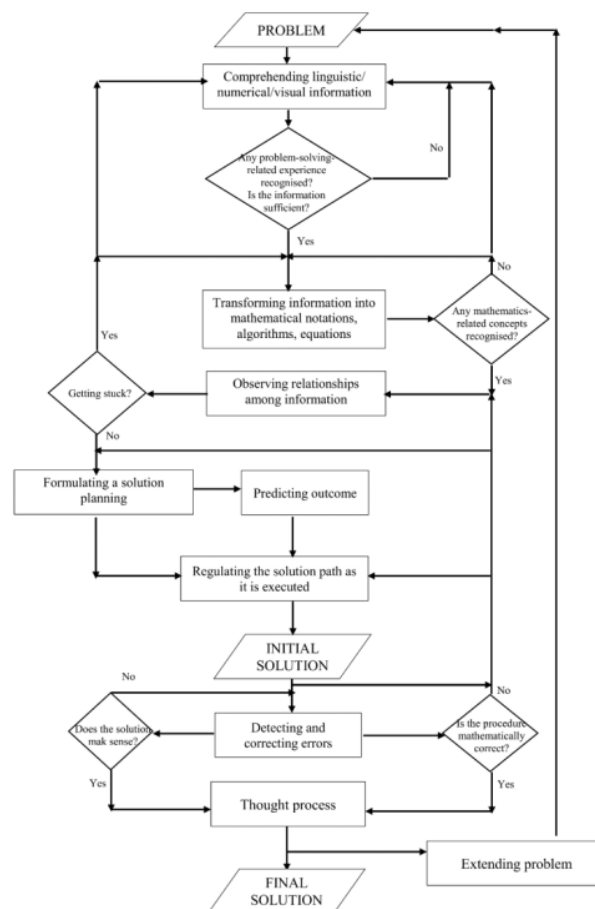 PROBLEM
Comprehending linguistic/
numerical/visual information
No
Any problem-solving-
related experience
recognised?
Is the information
sufficient?
Yes
No
Transforming information into
mathematical notations,
algorithms, equations
Any mathematics-
related concepts
recognised?
Yes
Yes
Getting stuck?
Observing relationships
among information
No
Formulating a solution
planning
Predicting outcome
Regulating the solution path as
it is executed
INITIAL
SOLUTION
No
No
Does the solution
mak sense?
Detecting and
correcting errors
Is the procedure
mathematically
correct?
Yes
Yes
Thought process
Extending problem
FINAL
SOLUTION